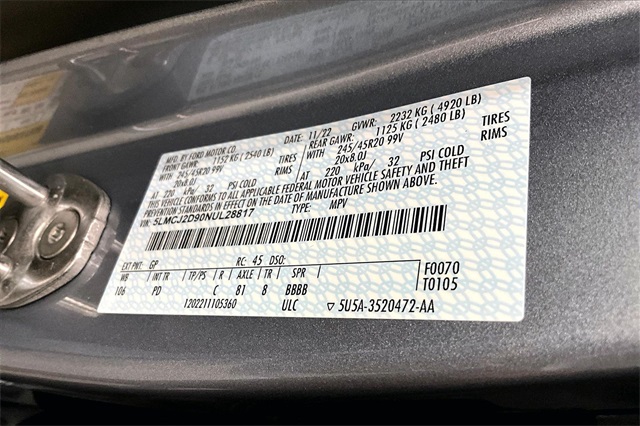 MFD. BY FORD MOTOR CO.
DATE: 11/22 GVWR: 2232 KG ( 4920 LB)
FRONT GAWR: 1152 KG ( 2540 LB) REAR GAWR: 1125 KG ( 2480 LB)
WITH 245/45R20 99V TIRES WITH 245/45R20 99V TIRES
20x8.0J RIMS 20x8.0J RIMS
AT 220 kPa/ 32 PSI COLD AT 220 kPa/ 32 PSI COLD
THIS VEHICLE CONFORMS TO ALL APPLICABLE FEDERAL MOTOR VEHICLE SAFETY AND THEFT
PREVENTION STANDARDS IN EFFECT ON THE DATE OF MANUFACTURE SHOWN ABOVE.
VIN: 5LMCJ2D90NUL28817 TYPE: MPV
EXT PNT: GP RC: 45 DSO: F0070
WB INT TR TP/PS R AXLE TR SPR T0105
106 PD C 81 8 BBBB
120221105360 ULC ▽ 5U5A-3520472-AA